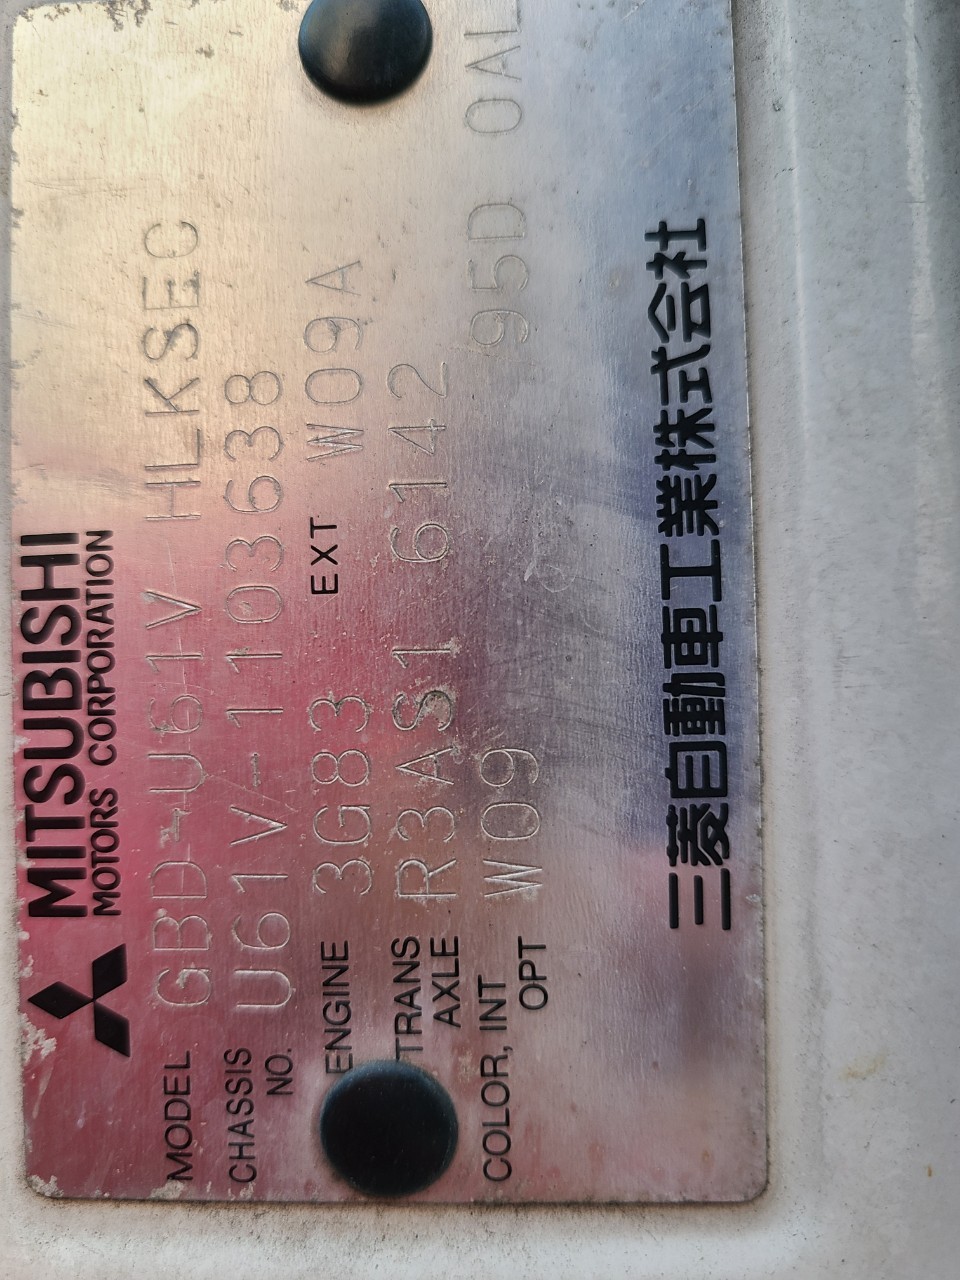 MITSUBISHI
MOTORS CORPORATION
MODEL GBD-U61V HLKSEC
CHASSIS NO. U61V-1103638
ENGINE 3G83 EXT W09A
TRANS AXLE R3AS1 6142
COLOR, INT OPT W09 95D 0AL
三菱自動車工業株式会社